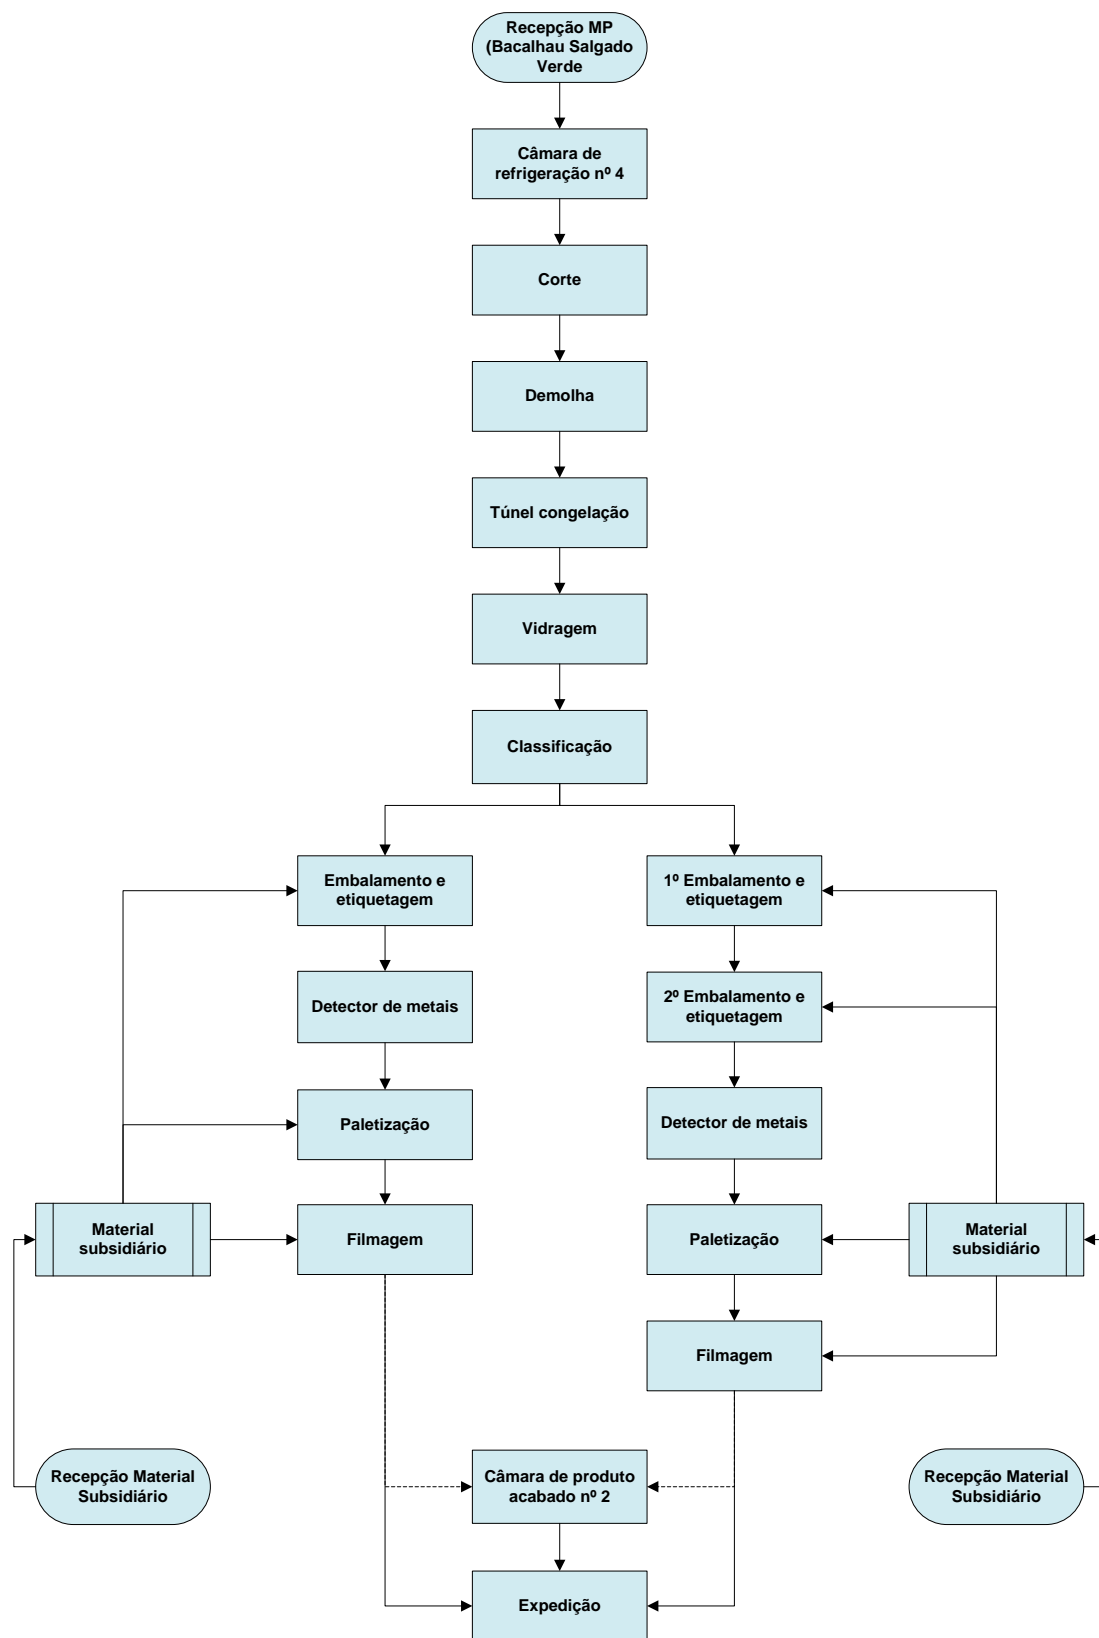 Recepção MP
(Bacalhau Salgado
Verde
Câmara de
refrigeração nº 4
Corte
Demolha
Túnel congelação
Vidragem
Classificação
Embalamento e
etiquetagem
1º Embalamento e
etiquetagem
Detector de metais
2º Embalamento e
etiquetagem
Paletização
Detector de metais
Material
subsidiário
Filmagem
Paletização
Material
subsidiário
Filmagem
Recepção Material
Subsidiário
Câmara de produto
acabado nº 2
Recepção Material
Subsidiário
Expedição